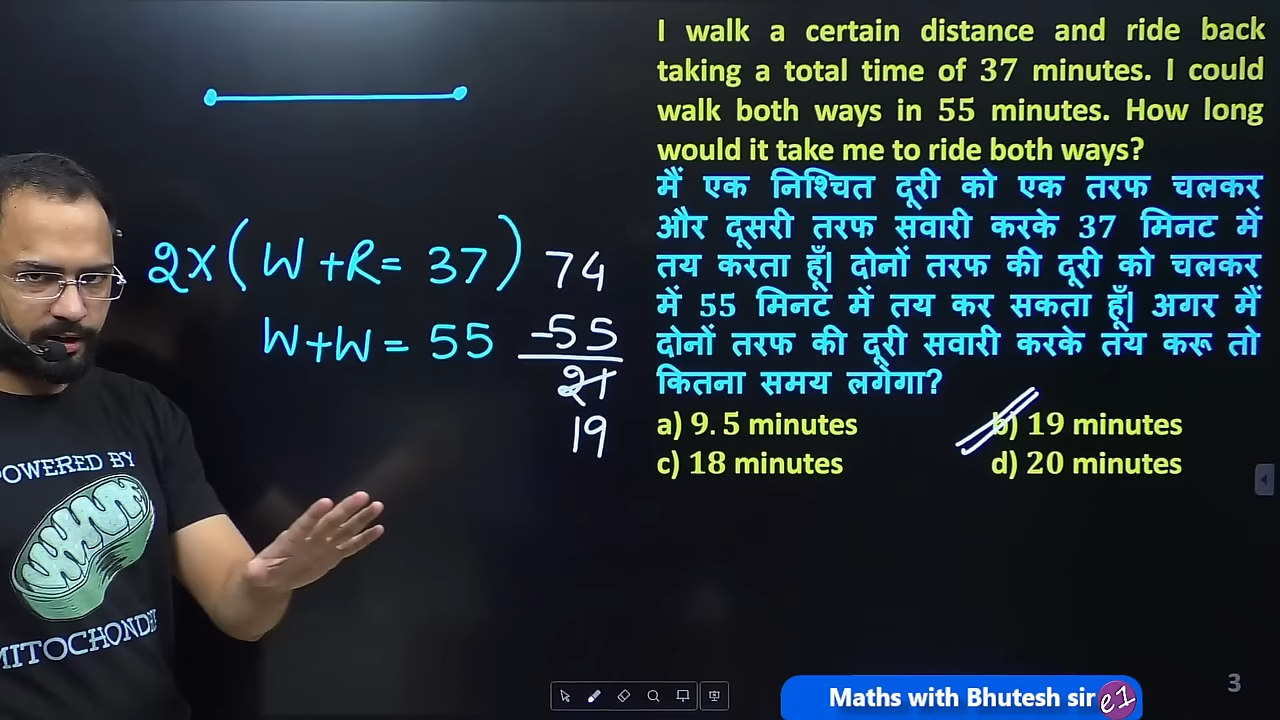 I walk a certain distance and ride back
taking a total time of 37 minutes. I could
walk both ways in 55 minutes. How long
would it take me to ride both ways?
मैं एक निश्चित दूरी को एक तरफ चलकर
और दूसरी तरफ सवारी करके 37 मिनट में
तय करता हूँ| दोनों तरफ की दूरी को चलकर
में 55 मिनट में तय कर सकता हूँ| अगर मैं
दोनों तरफ की दूरी सवारी करके तय करू तो
कितना समय लगेगा?
a) 9.5 minutes
b) 19 minutes
c) 18 minutes
d) 20 minutes
2x(W+R= 37) 74
W+W = 55 -55
21
19
POWERED BY
MITOCHONDRI
Maths with Bhutesh sir e1
3